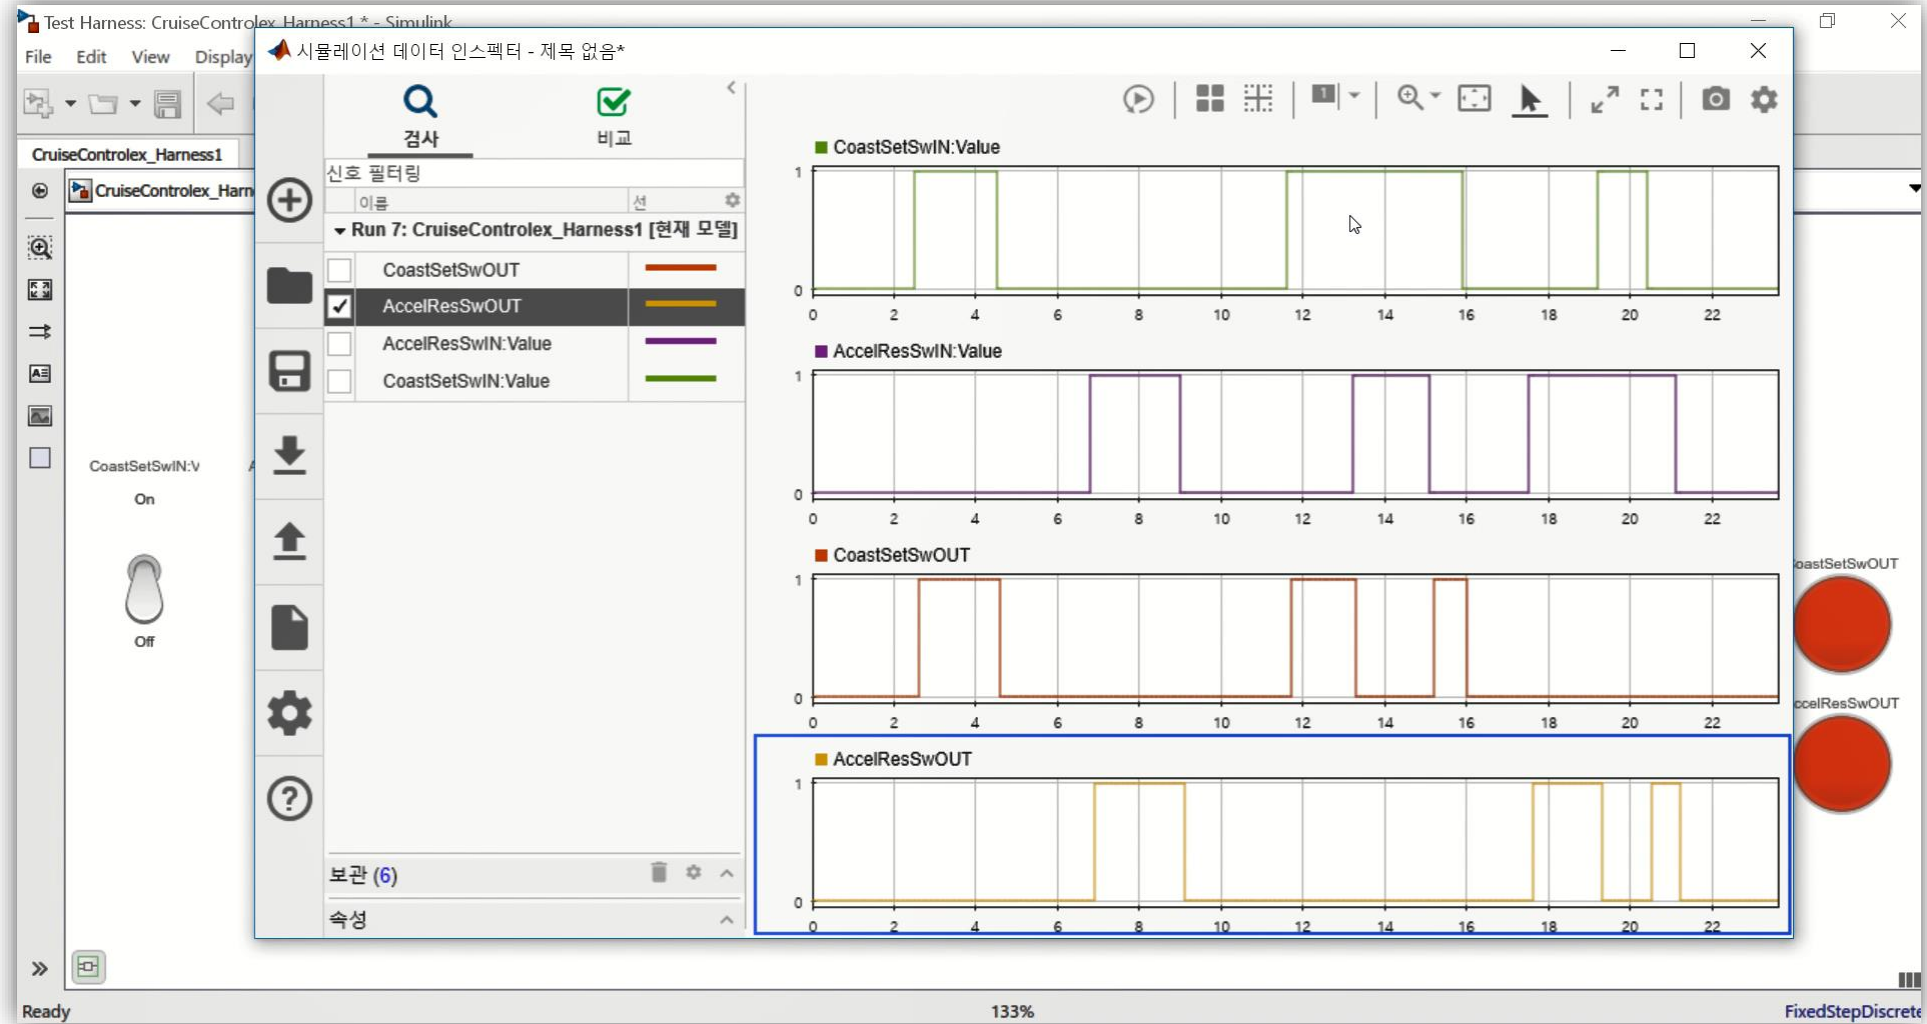 Test Harness: CruiseControlex_Harness1 * - Simulink
File Edit View Display
시뮬레이션 데이터 인스펙터 - 제목 없음*
CruiseControlex_Harness1
CruiseControlex_Harn
검사 비교
신호 필터링
이름 선
Run 7: CruiseControlex_Harness1 [현재 모델]
CoastSetSwOUT
AccelResSwOUT
AccelResSwIN:Value
CoastSetSwIN:Value
보관 (6)
속성
1
CoastSetSwIN:Value
1
0
0 2 4 6 8 10 12 14 16 18 20 22
AccelResSwIN:Value
1
0
0 2 4 6 8 10 12 14 16 18 20 22
CoastSetSwOUT
1
0
0 2 4 6 8 10 12 14 16 18 20 22
AccelResSwOUT
1
0
0 2 4 6 8 10 12 14 16 18 20 22
CoastSetSwIN:V
On
Off
oastSetSwOUT
ccelResSwOUT
Ready 133% FixedStepDiscrete